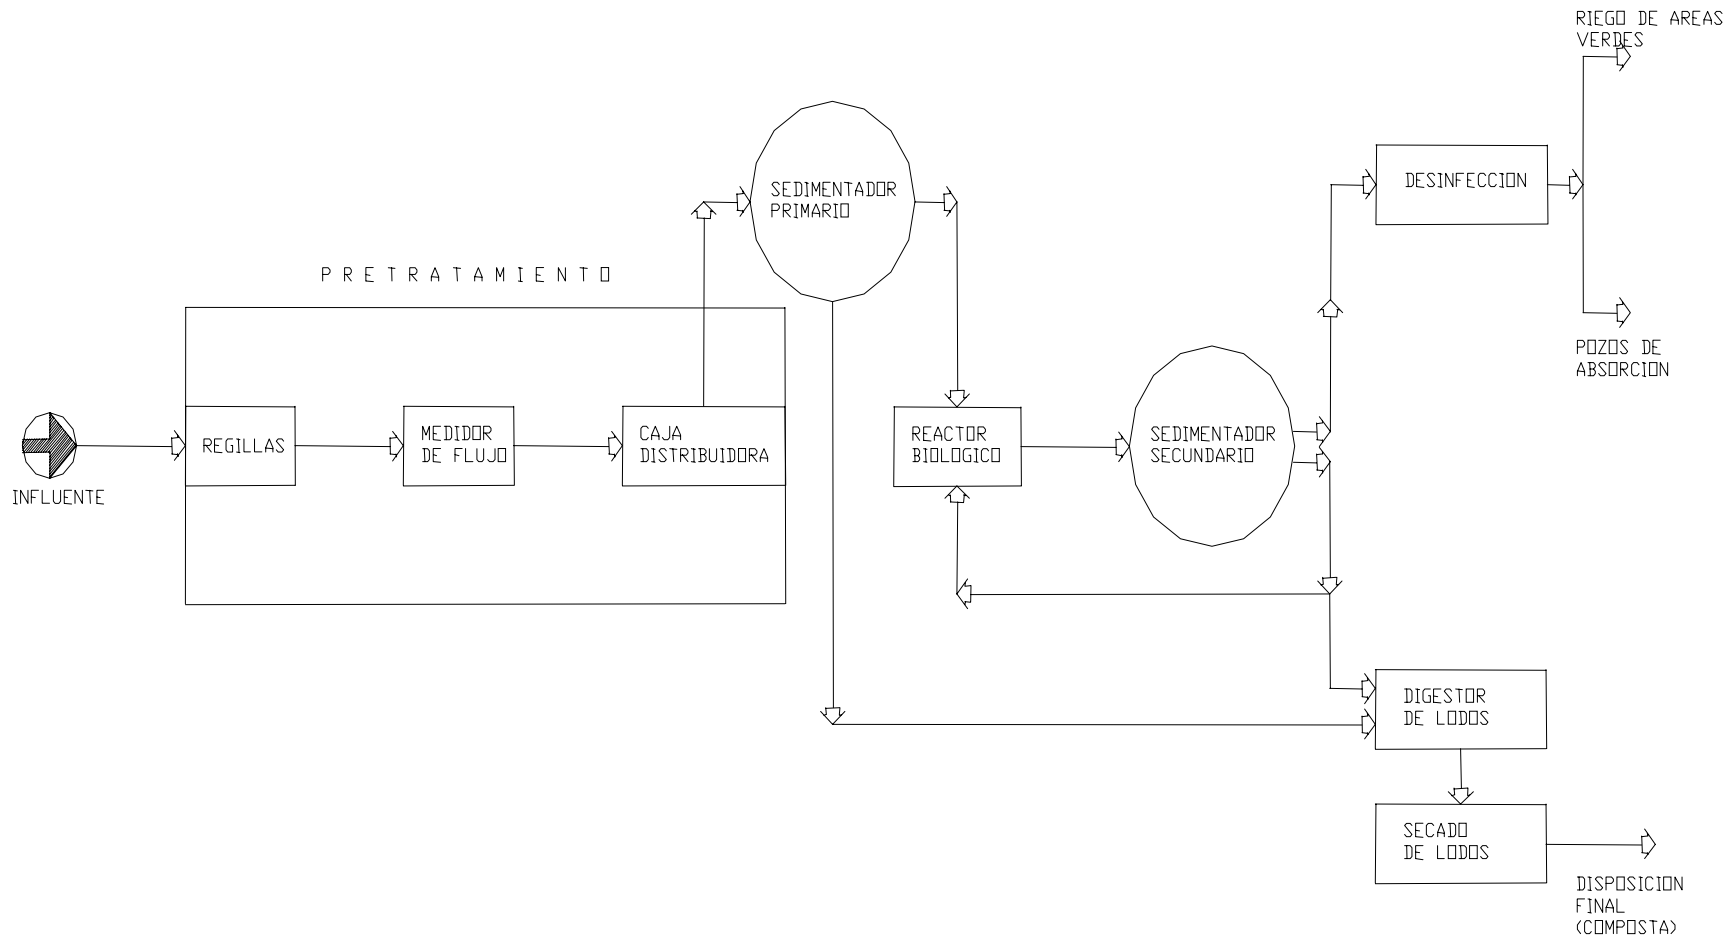 RIEGO DE AREAS
VERDES
SEDIMENTADOR
PRIMARIO
DESINFECCION
PRETRATAMIENTO
POZOS DE
ABSORCION
REGILLAS
MEDIDOR
DE FLUJO
CAJA
DISTRIBUIDORA
REACTOR
BIOLOGICO
SEDIMENTADOR
SECUNDARIO
INFLUENTE
DIGESTOR
DE LODOS
SECADO
DE LODOS
DISPOSICION
FINAL
(COMPOSTA)